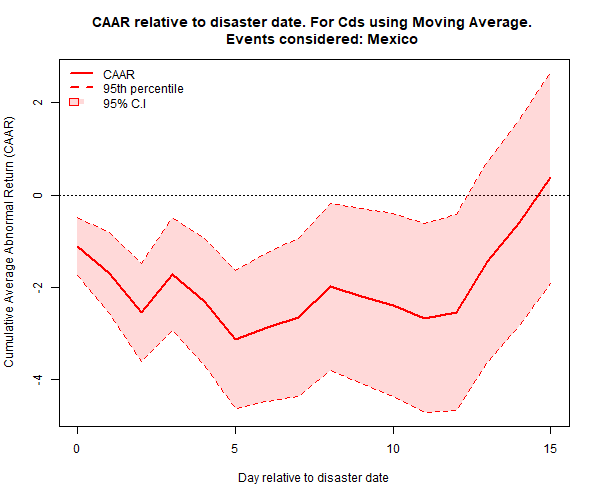 CAAR relative to disaster date. For Cds using Moving Average.
Events considered: Mexico
CAAR
95th percentile
95% C.I
Cumulative Average Abnormal Return (CAAR)
2
0
-2
-4
0 5 10 15
Day relative to disaster date